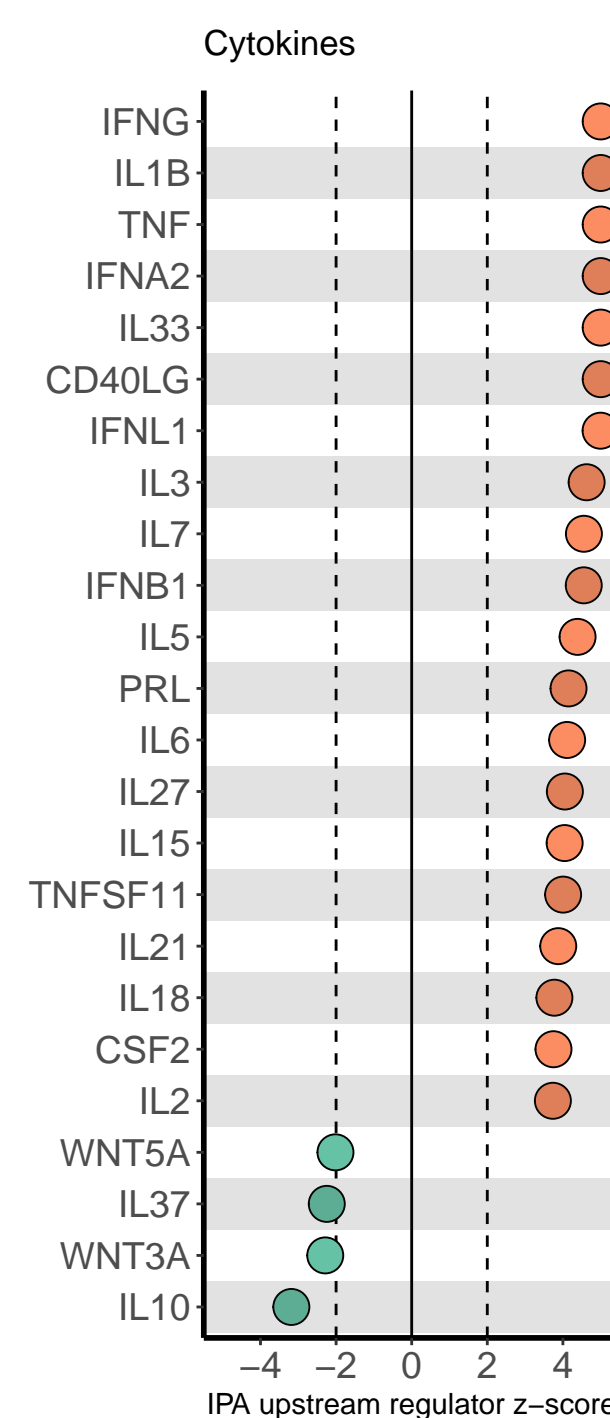 Cytokines
IFNG
IL1B
TNF
IFNA2
IL33
CD40LG
IFNL1
IL3
IL7
IFNB1
IL5
PRL
IL6
IL27
IL15
TNFSF11
IL21
IL18
CSF2
IL2
WNT5A
IL37
WNT3A
IL10
−4 −2 0 2 4
IPA upstream regulator z−score